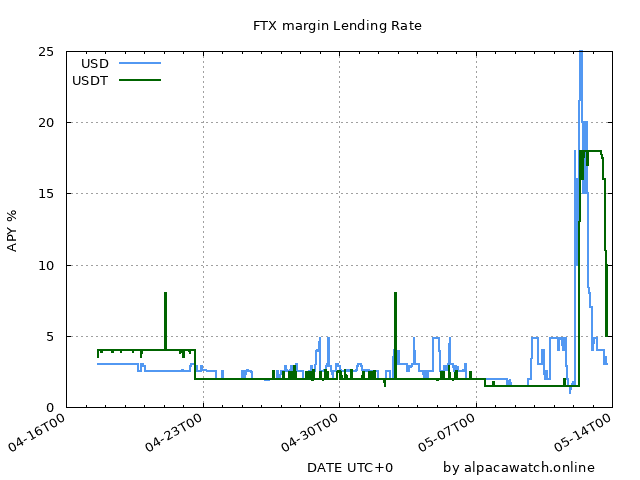 FTX margin Lending Rate
25
USD
USDT
20
15
APY %
10
5
0
04-16T00
04-23T00
04-30T00
05-07T00
05-14T00
DATE UTC+0
by alpacawatch.online